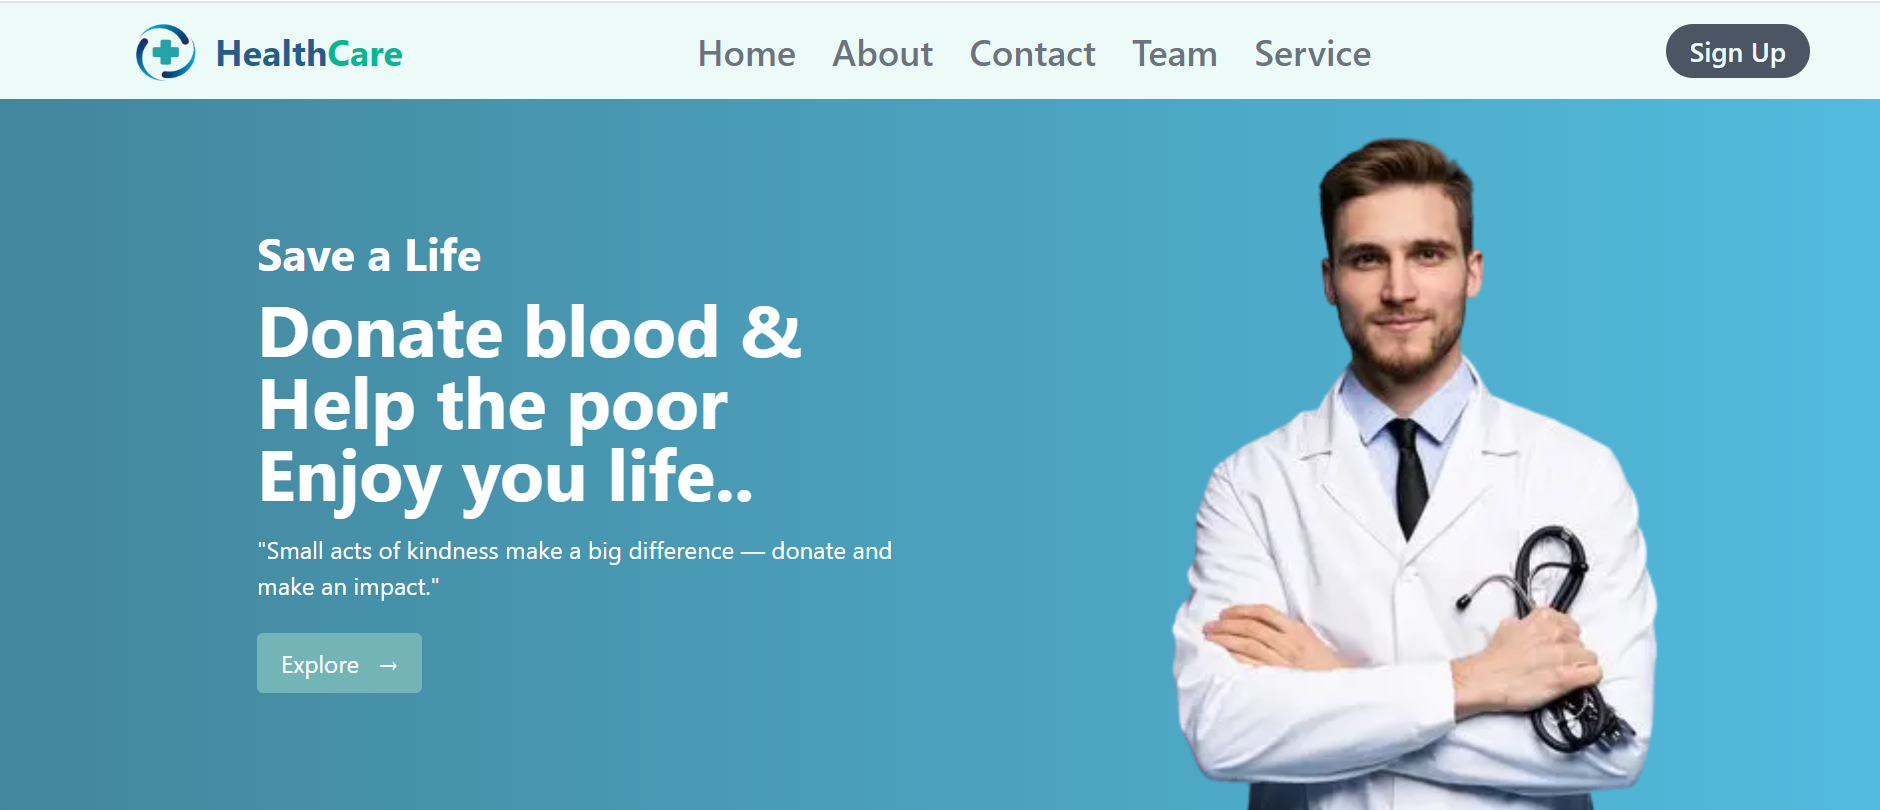 HealthCare
Home About Contact Team Service
Sign Up
Save a Life
Donate blood &
Help the poor
Enjoy you life..
"Small acts of kindness make a big difference — donate and
make an impact."
Explore →